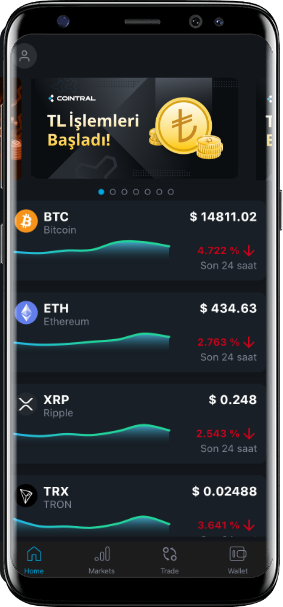 COINTRAL
TL İşlemleri
Başladı!
BTC
$ 14811.02
Bitcoin
4.722 %
Son 24 saat
ETH
$ 434.63
Ethereum
2.763 %
Son 24 saat
XRP
$ 0.248
Ripple
2.543 %
Son 24 saat
TRX
$ 0.02488
TRON
3.641 %
Home
Markets
Trade
Wallet